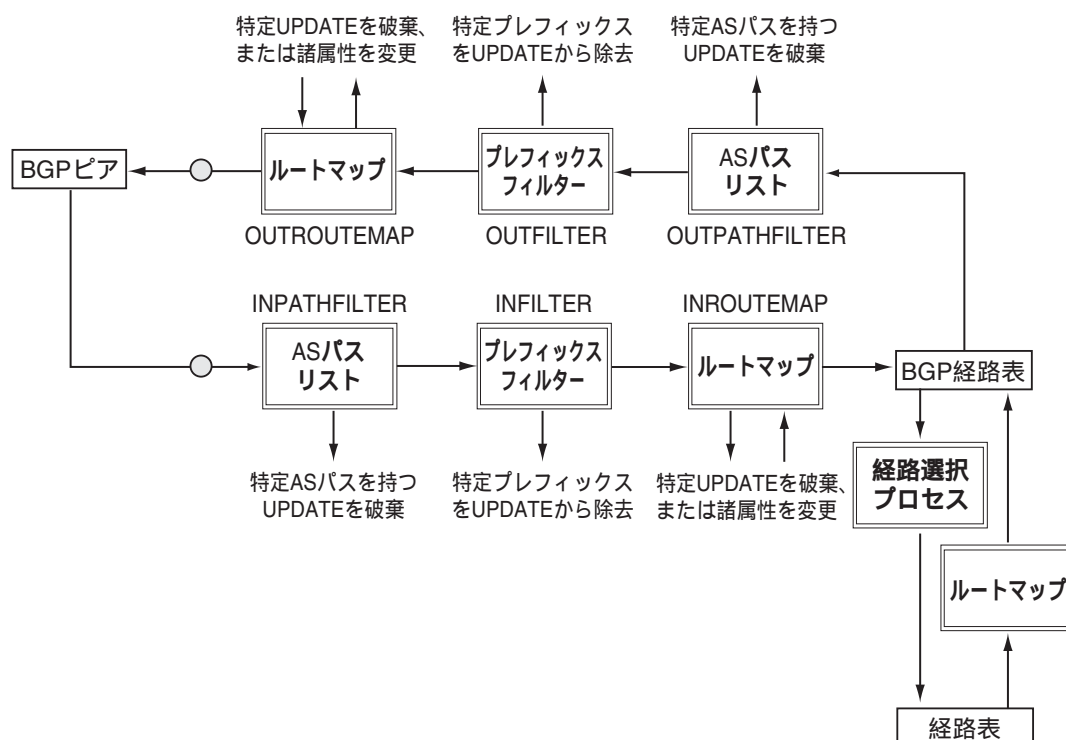 特定UPDATEを破棄、
または諸属性を変更
特定プレフィックス
をUPDATEから除去
特定ASパスを持つ
UPDATEを破棄
BGPピア
ルートマップ
プレフィックス
フィルター
ASパス
リスト
OUTROUTEMAP
OUTFILTER
OUTPATHFILTER
INPATHFILTER
INFILTER
INROUTEMAP
ASパス
リスト
プレフィックス
フィルター
ルートマップ
BGP経路表
特定ASパスを持つ
UPDATEを破棄
特定プレフィックス
をUPDATEから除去
特定UPDATEを破棄、
または諸属性を変更
経路選択
プロセス
ルートマップ
経路表